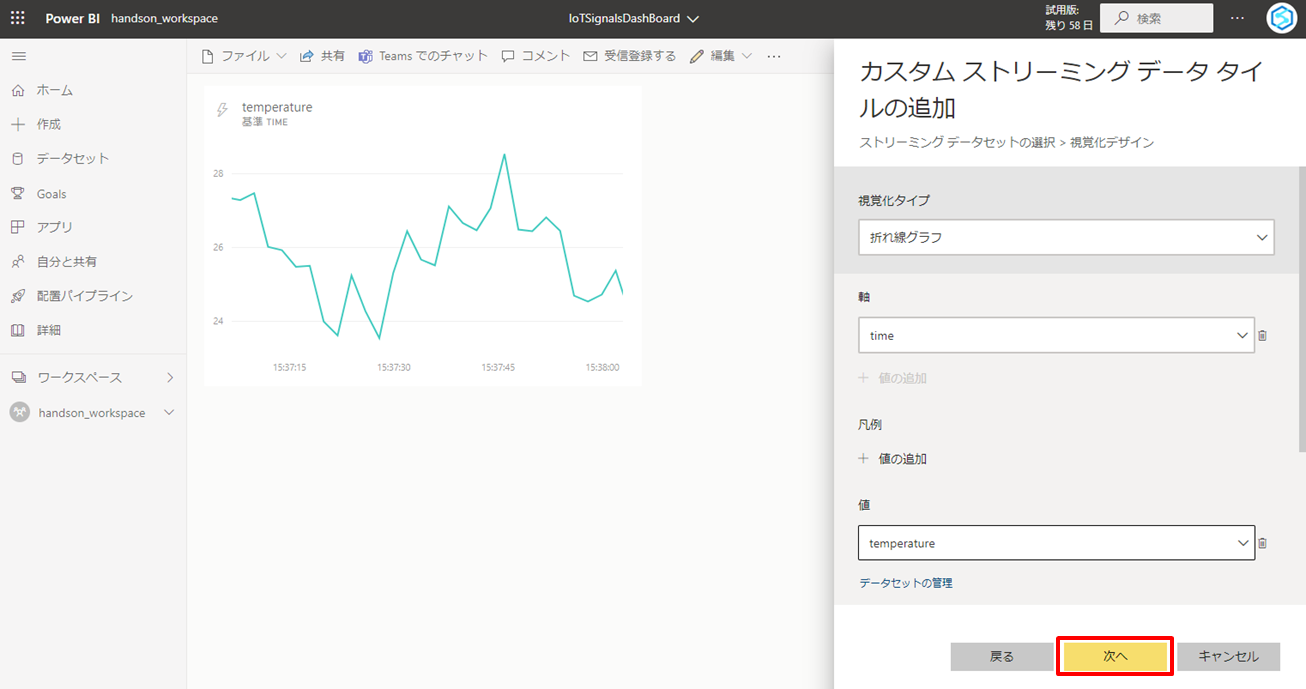 Power BI
handson_workspace
IoTSignalsDashBoard
試用版:
残り 58 日
検索
ホーム
作成
データセット
Goals
アプリ
自分と共有
配置パイプライン
詳細
ワークスペース
handson_workspace
ファイル
共有
Teams でのチャット
コメント
受信登録する
編集
temperature
基準 TIME
28
26
24
15:37:15
15:37:30
15:37:45
15:38:00
カスタム ストリーミング データ タイ
ルの追加
ストリーミング データセットの選択 > 視覚化デザイン
視覚化タイプ
折れ線グラフ
軸
time
値の追加
凡例
値の追加
値
temperature
データセットの管理
戻る
次へ
キャンセル